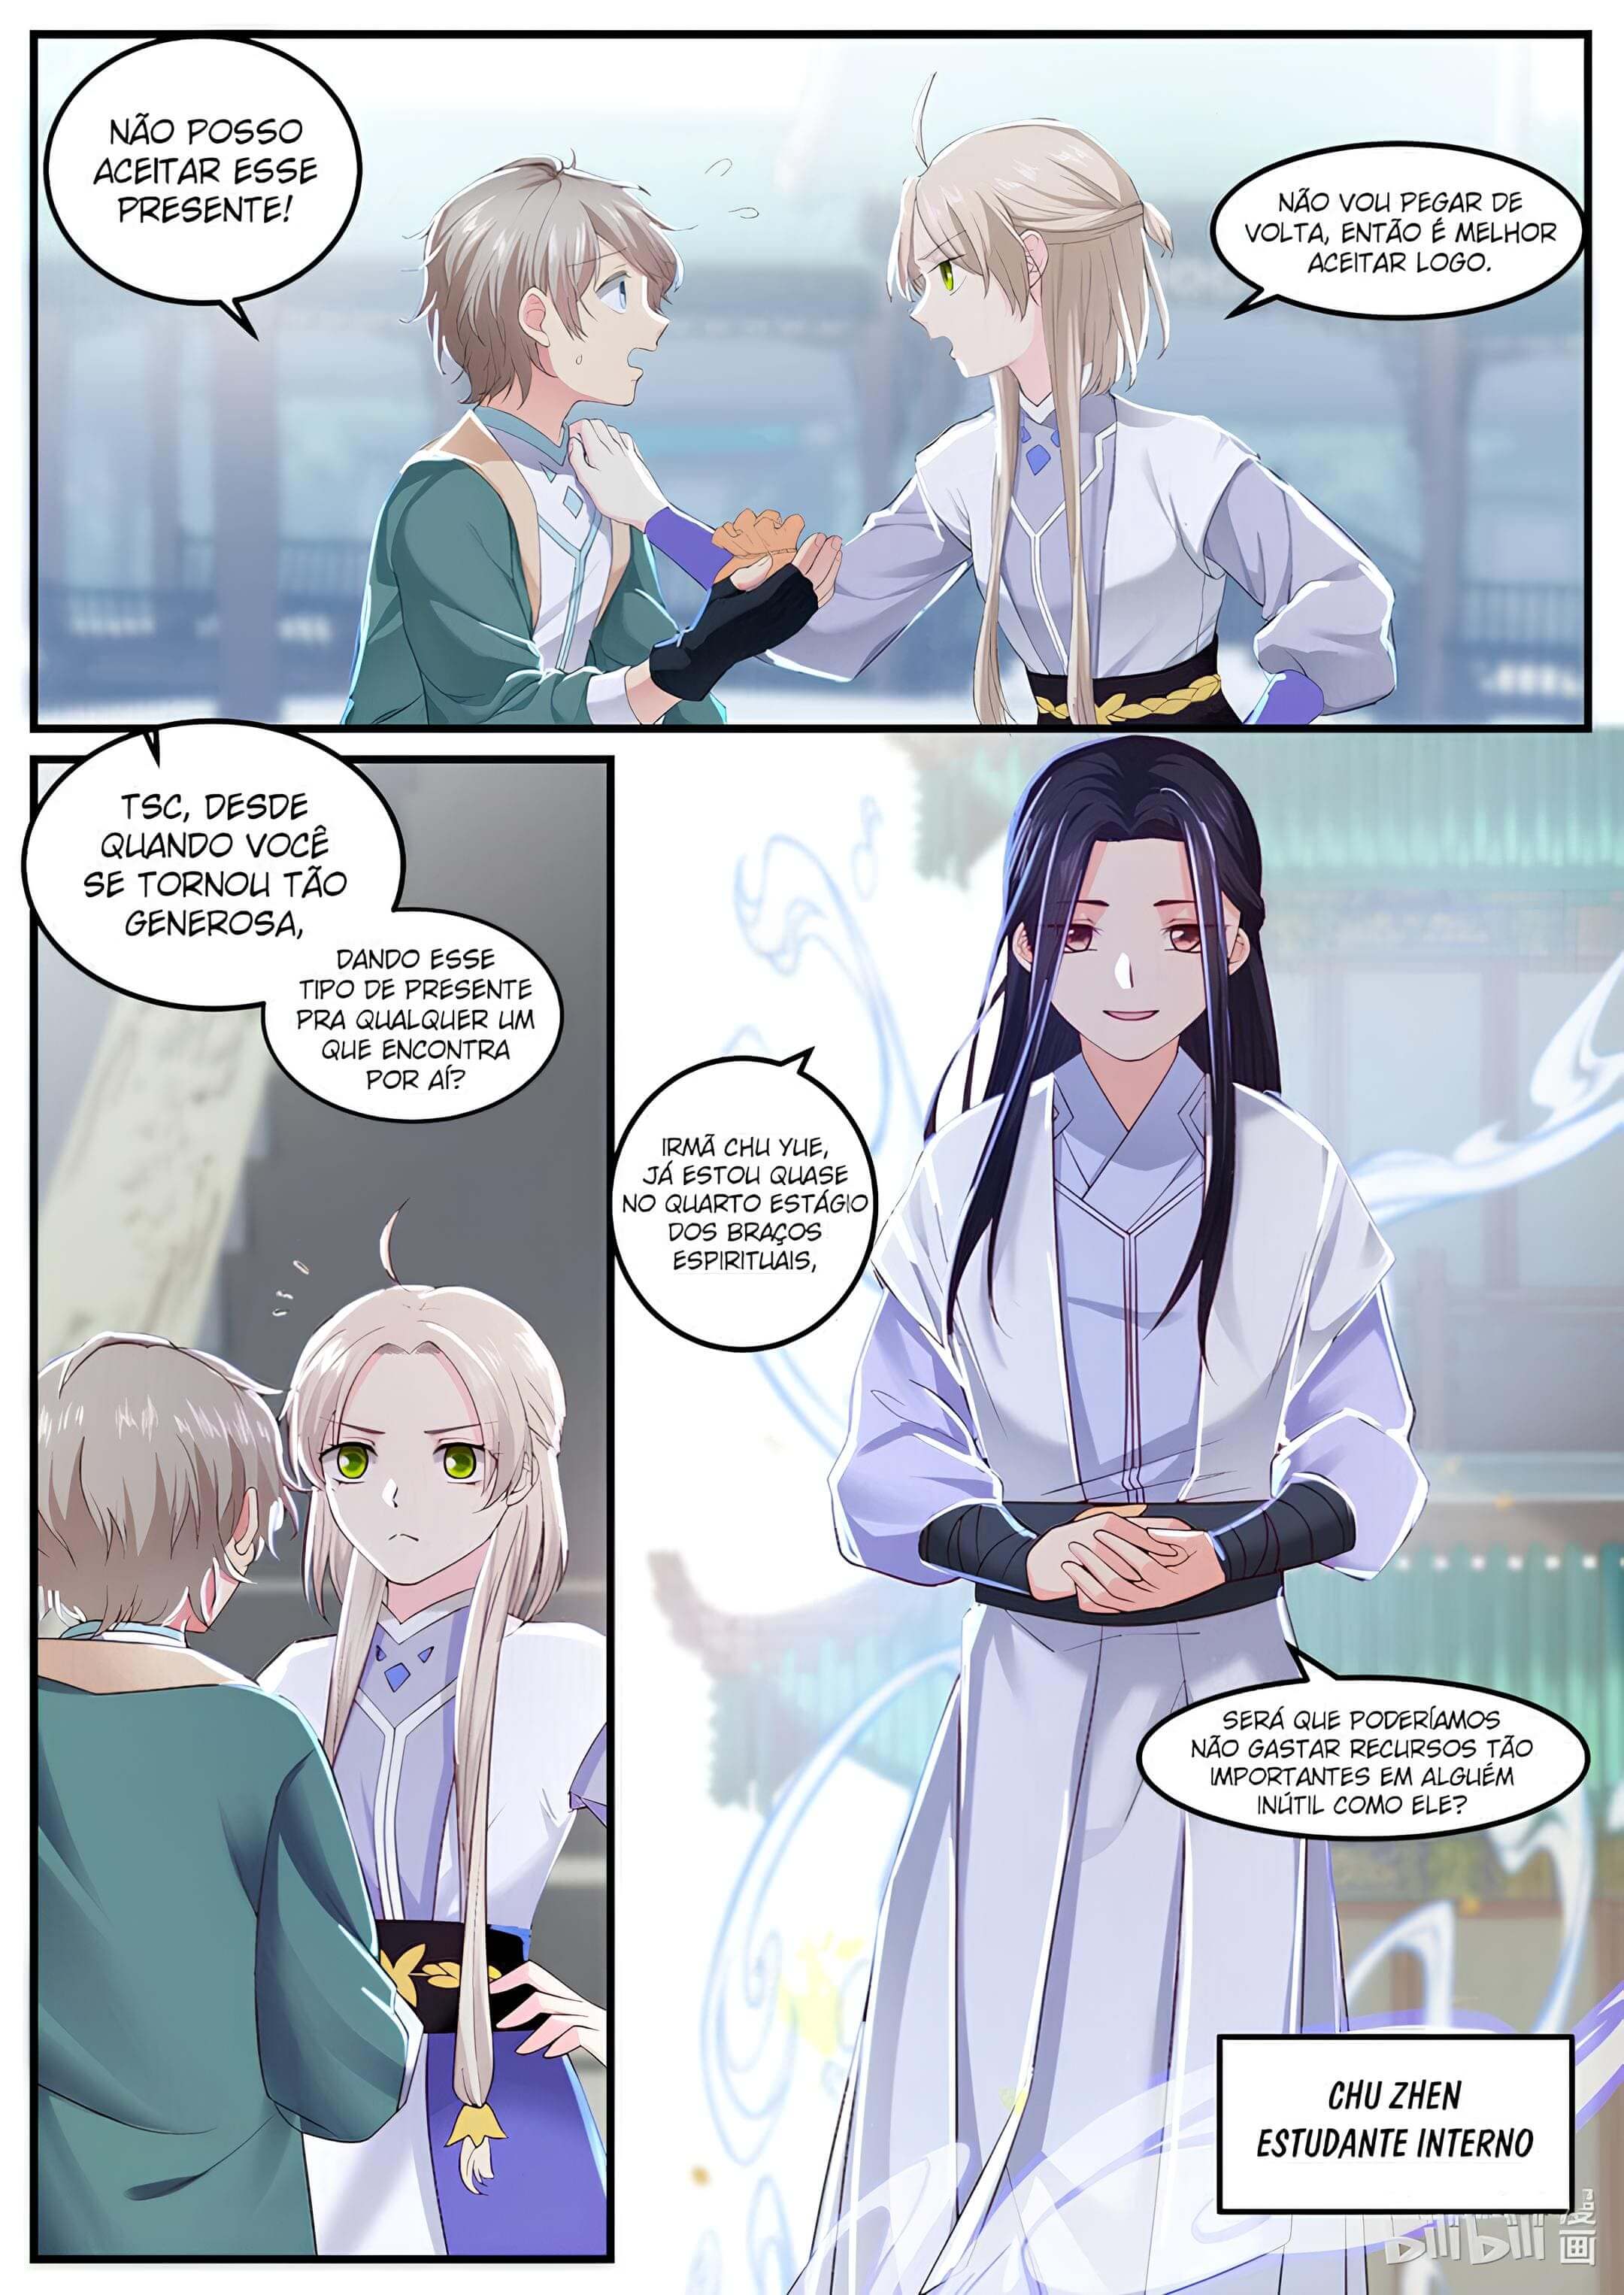 NÃO POSSO
ACEITAR ESSE
PRESENTE!
NÃO VOU PEGAR DE
VOLTA, ENTÃO É MELHOR
ACEITAR LOGO.
TSC, DESDE
QUANDO VOCÊ
SE TORNOU TÃO
GENEROSA,
DANDO ESSE
TIPO DE PRESENTE
PRA QUALQUER UM
QUE ENCONTRA
POR AÍ?
IRMÃ CHU YUE,
JÁ ESTOU QUASE
NO QUARTO ESTÁGIO
DOS BRAÇOS
ESPIRITUAIS,
SERÁ QUE PODERÍAMOS
NÃO GASTAR RECURSOS TÃO
IMPORTANTES EM ALGUÉM
INÚTIL COMO ELE?
CHU ZHEN
ESTUDANTE INTERNO
bilibili 漫画